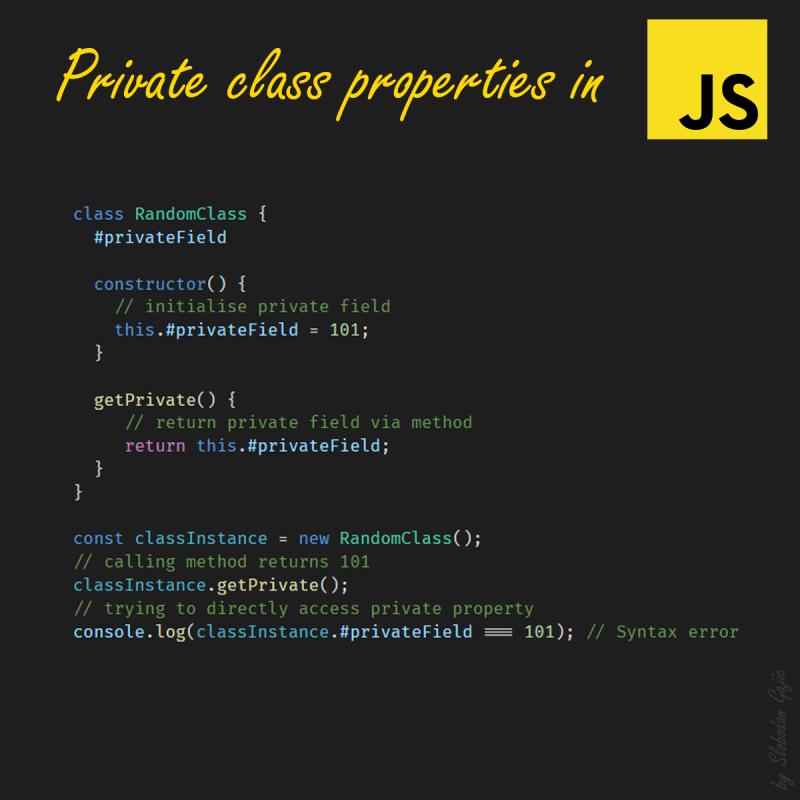 Private class properties in
JS
class RandomClass {
  #privateField

  constructor() {
    // initialise private field
    this.#privateField = 101;
  }

  getPrivate() {
     // return private field via method
     return this.#privateField;
  }
}

const classInstance = new RandomClass();
// calling method returns 101
classInstance.getPrivate();
// trying to directly access private property
console.log(classInstance.#privateField === 101); // Syntax error
by Slobodan Gajic